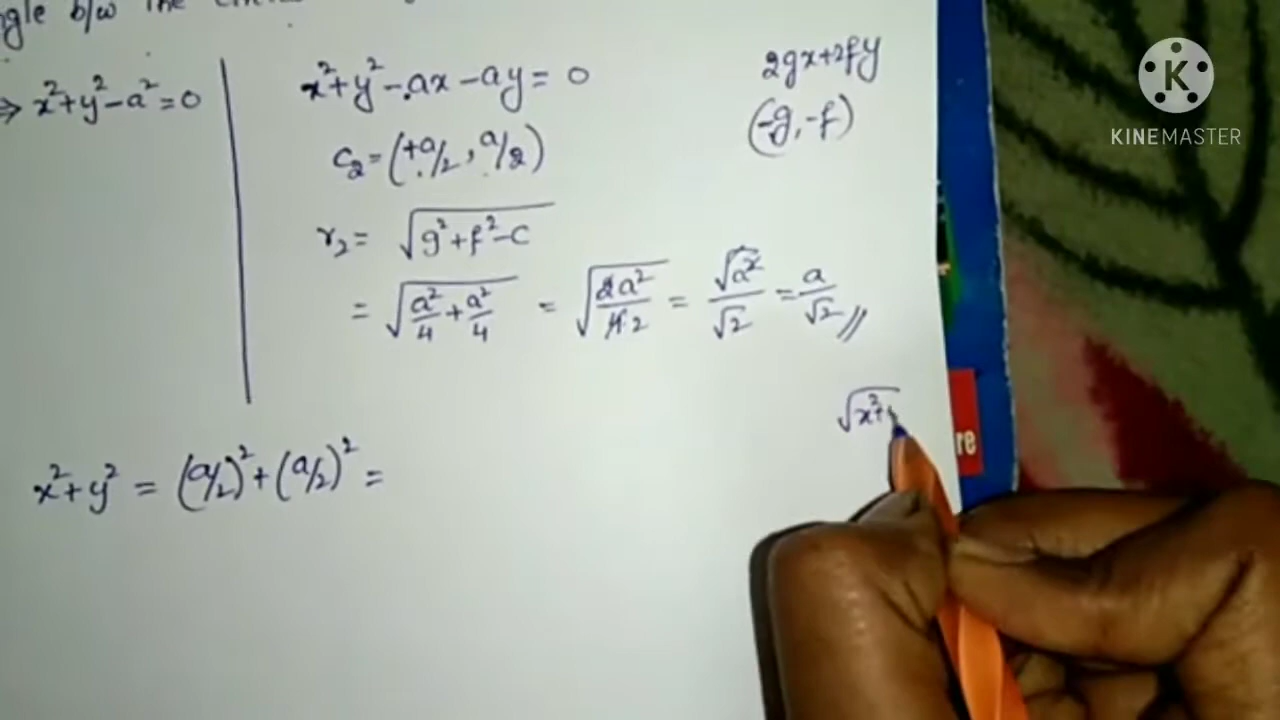 b/w The
⇒ x²+y²-a²=0
x²+y²-ax-ay=0
2gx+2fy
(-g,-f)
C₂=(+a/2, a/2)
r₂= √g²+f²-c
= √a²/4+a²/4 = √2a²/4 2 = √a²/√2 = a/√2 //
√x²+
x²+y² = (a/2)²+(a/2)² =
K
KINEMASTER
re